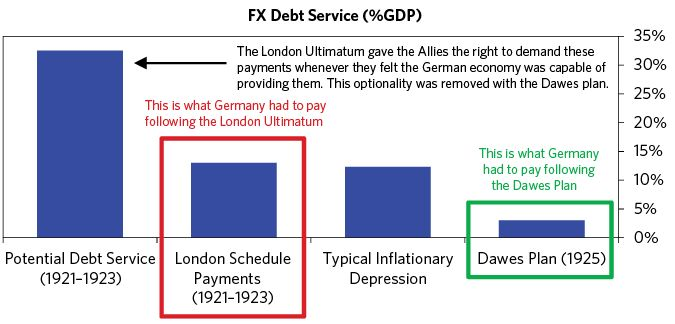 FX Debt Service (%GDP)
The London Ultimatum gave the Allies the right to demand these
payments whenever they felt the German economy was capable of
providing them. This optionality was removed with the Dawes plan.
This is what Germany had to pay
following the London Ultimatum
This is what Germany
had to pay following
the Dawes Plan
35%
30%
25%
20%
15%
10%
5%
0%
Potential Debt Service
(1921–1923)
London Schedule
Payments
(1921–1923)
Typical Inflationary
Depression
Dawes Plan (1925)